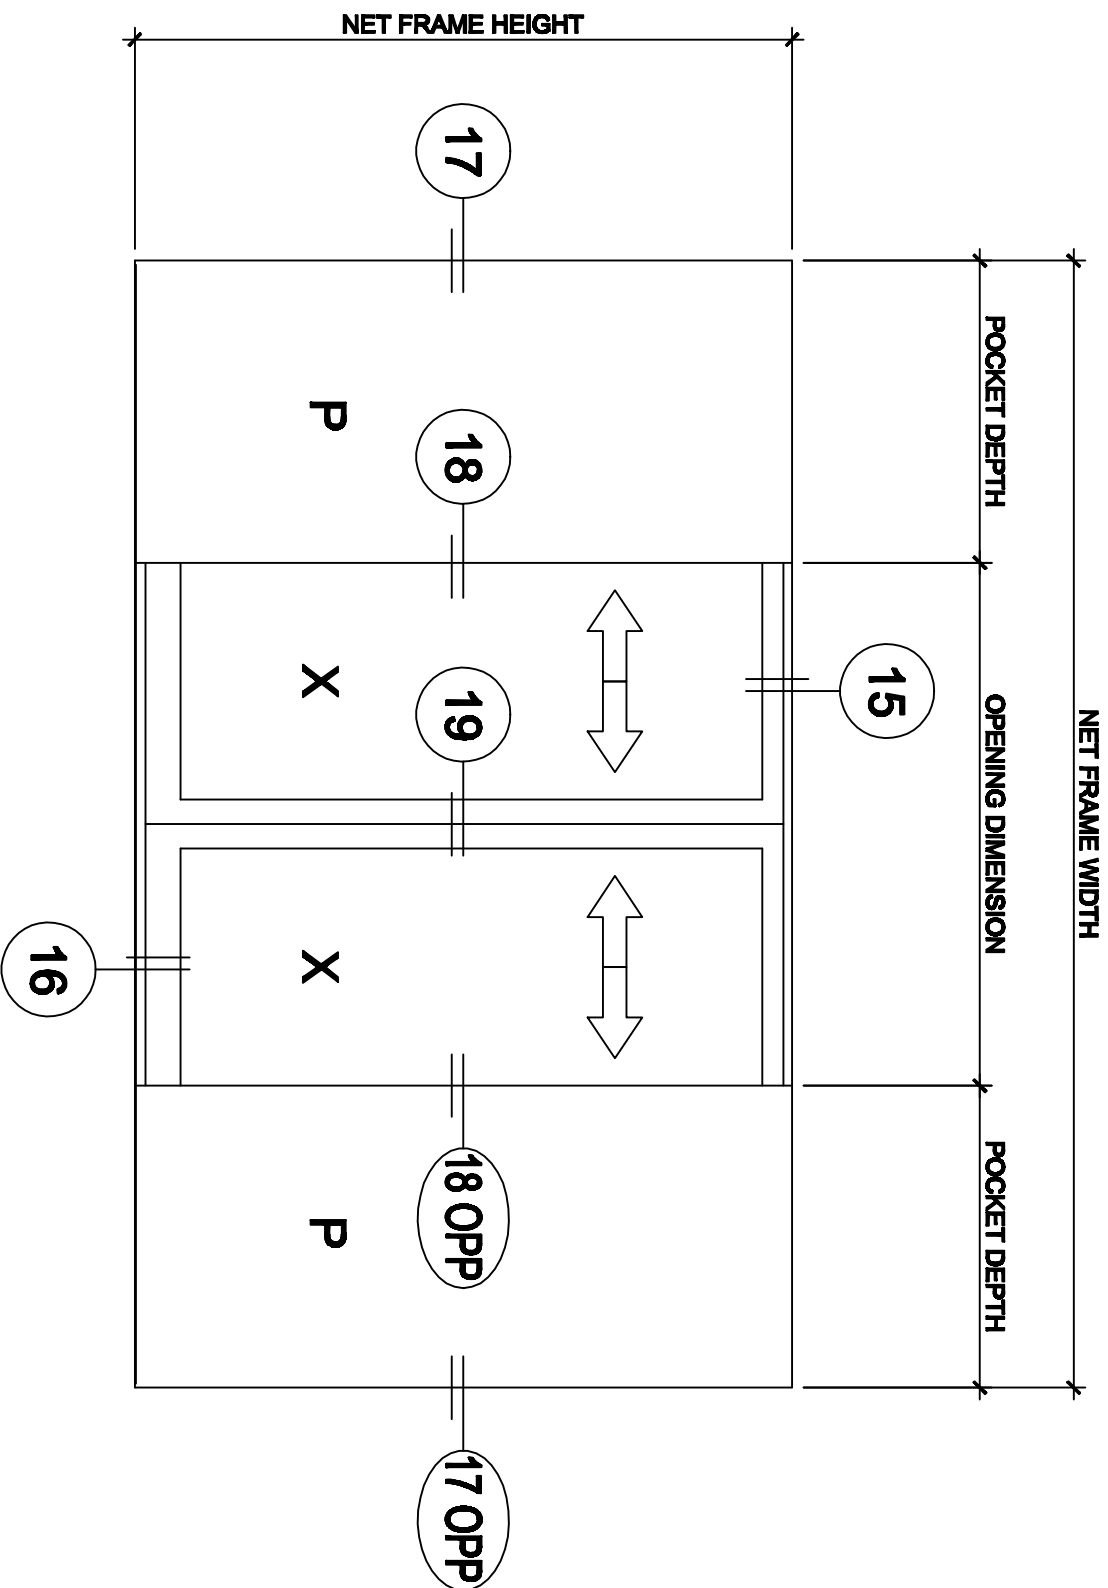 NET FRAME WIDTH
POCKET DEPTH
OPENING DIMENSION
POCKET DEPTH
NET FRAME HEIGHT
15
17
18
19
18 OPP
17 OPP
P
X
X
P
16